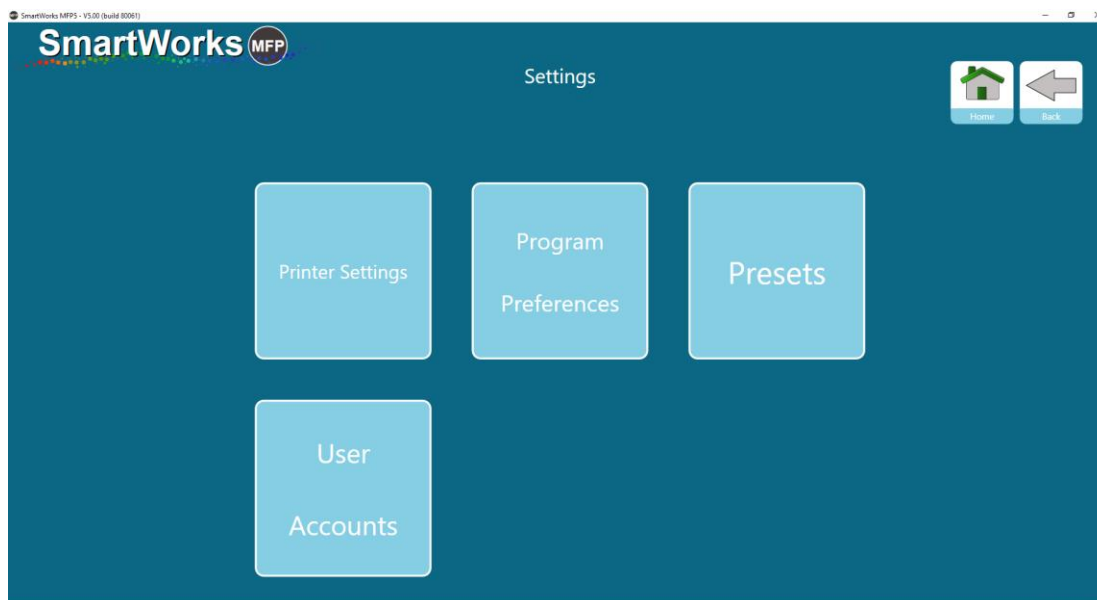 SmartWorks MFP5 - V5.00 (build 80061)
SmartWorks MFP
Settings
Home
Back
Printer Settings
Program
Preferences
Presets
User
Accounts